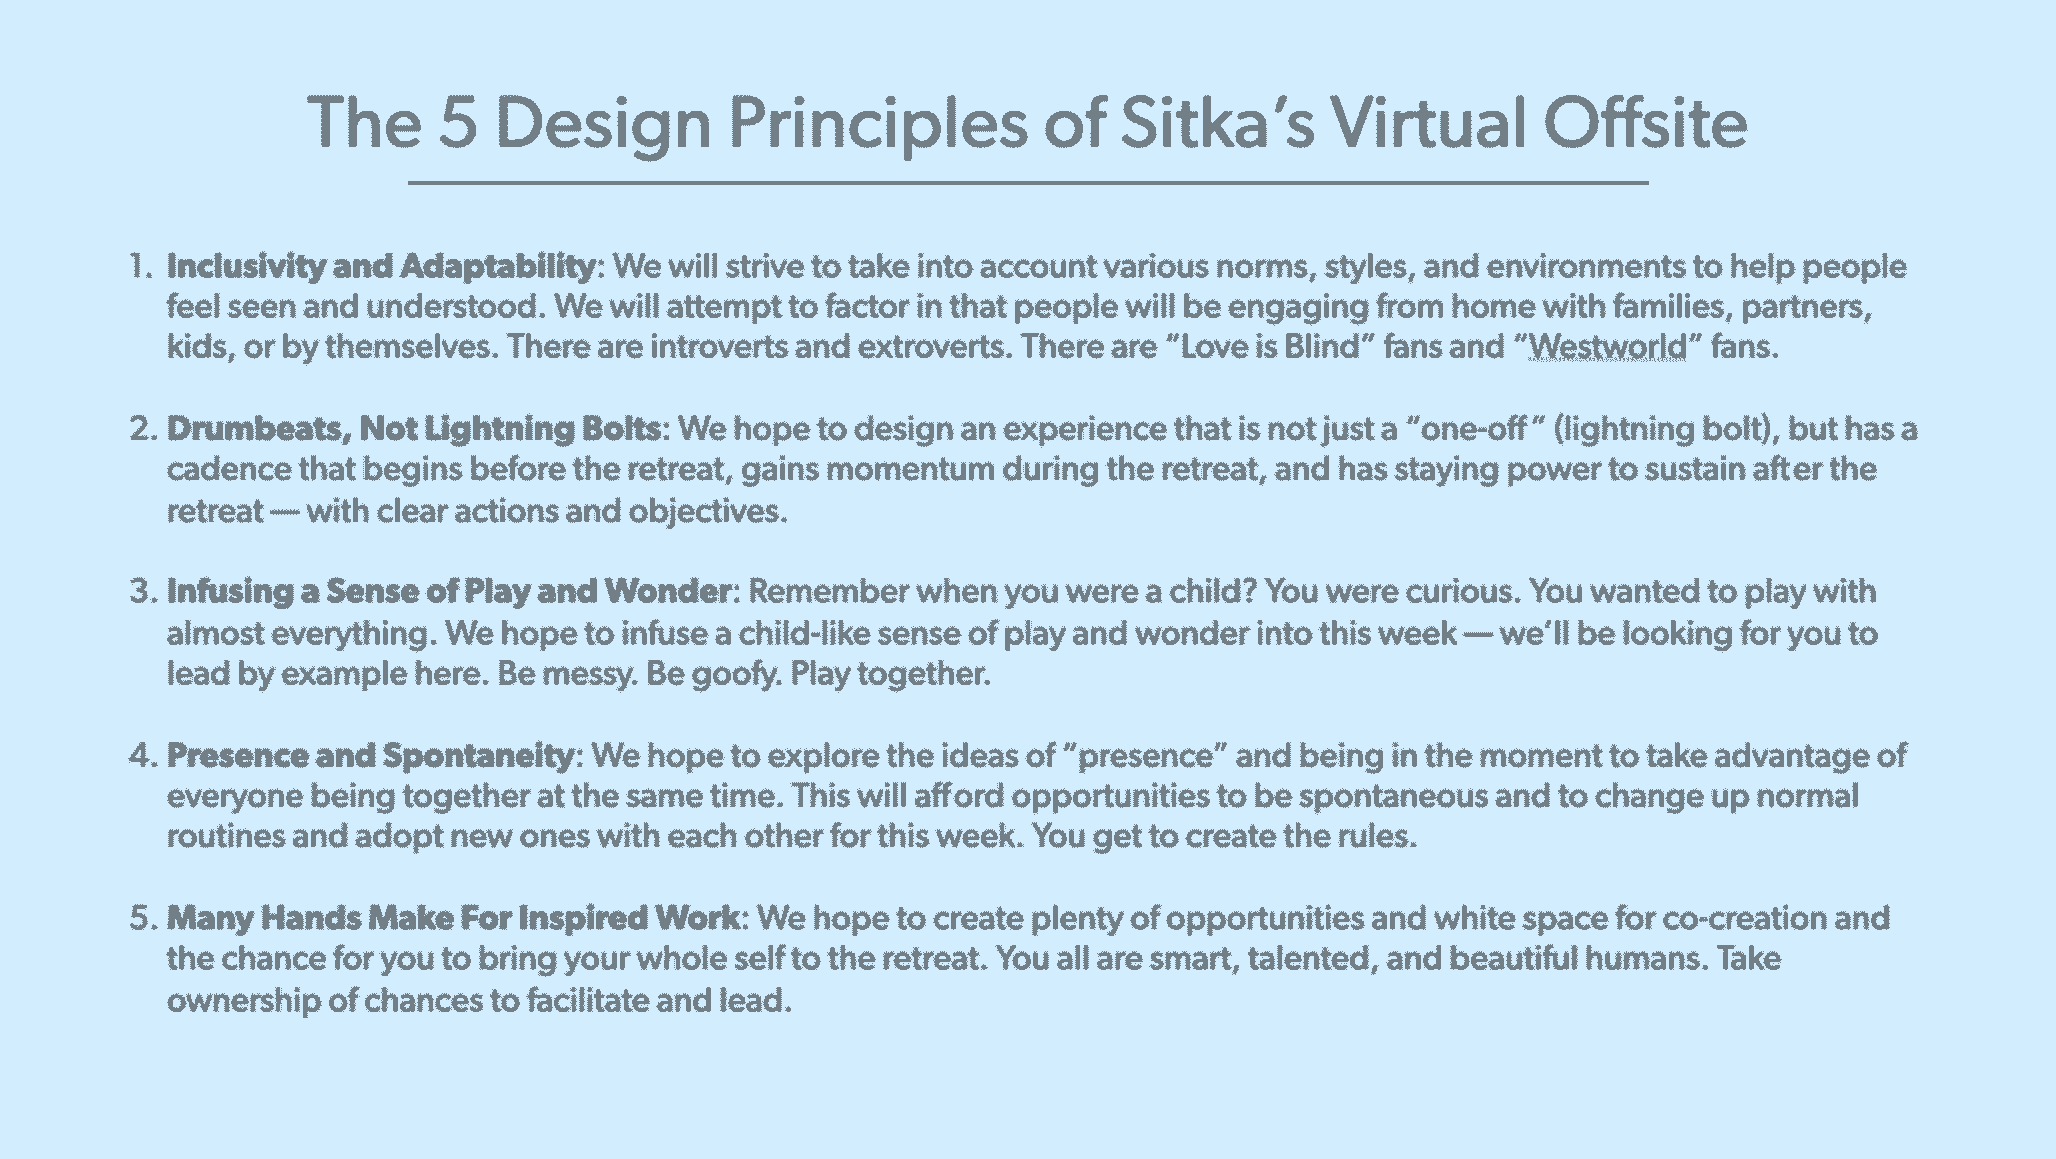 The 5 Design Principles of Sitka’s Virtual Offsite
1. Inclusivity and Adaptability: We will strive to take into account various norms, styles, and environments to help people
feel seen and understood. We will attempt to factor in that people will be engaging from home with families, partners,
kids, or by themselves. There are introverts and extroverts. There are “Love is Blind” fans and “Westworld” fans.
2. Drumbeats, Not Lightning Bolts: We hope to design an experience that is not just a “one-off” (lightning bolt), but has a
cadence that begins before the retreat, gains momentum during the retreat, and has staying power to sustain after the
retreat — with clear actions and objectives.
3. Infusing a Sense of Play and Wonder: Remember when you were a child? You were curious. You wanted to play with
almost everything. We hope to infuse a child-like sense of play and wonder into this week — we’ll be looking for you to
lead by example here. Be messy. Be goofy. Play together.
4. Presence and Spontaneity: We hope to explore the ideas of “presence” and being in the moment to take advantage of
everyone being together at the same time. This will afford opportunities to be spontaneous and to change up normal
routines and adopt new ones with each other for this week. You get to create the rules.
5. Many Hands Make For Inspired Work: We hope to create plenty of opportunities and white space for co-creation and
the chance for you to bring your whole self to the retreat. You all are smart, talented, and beautiful humans. Take
ownership of chances to facilitate and lead.